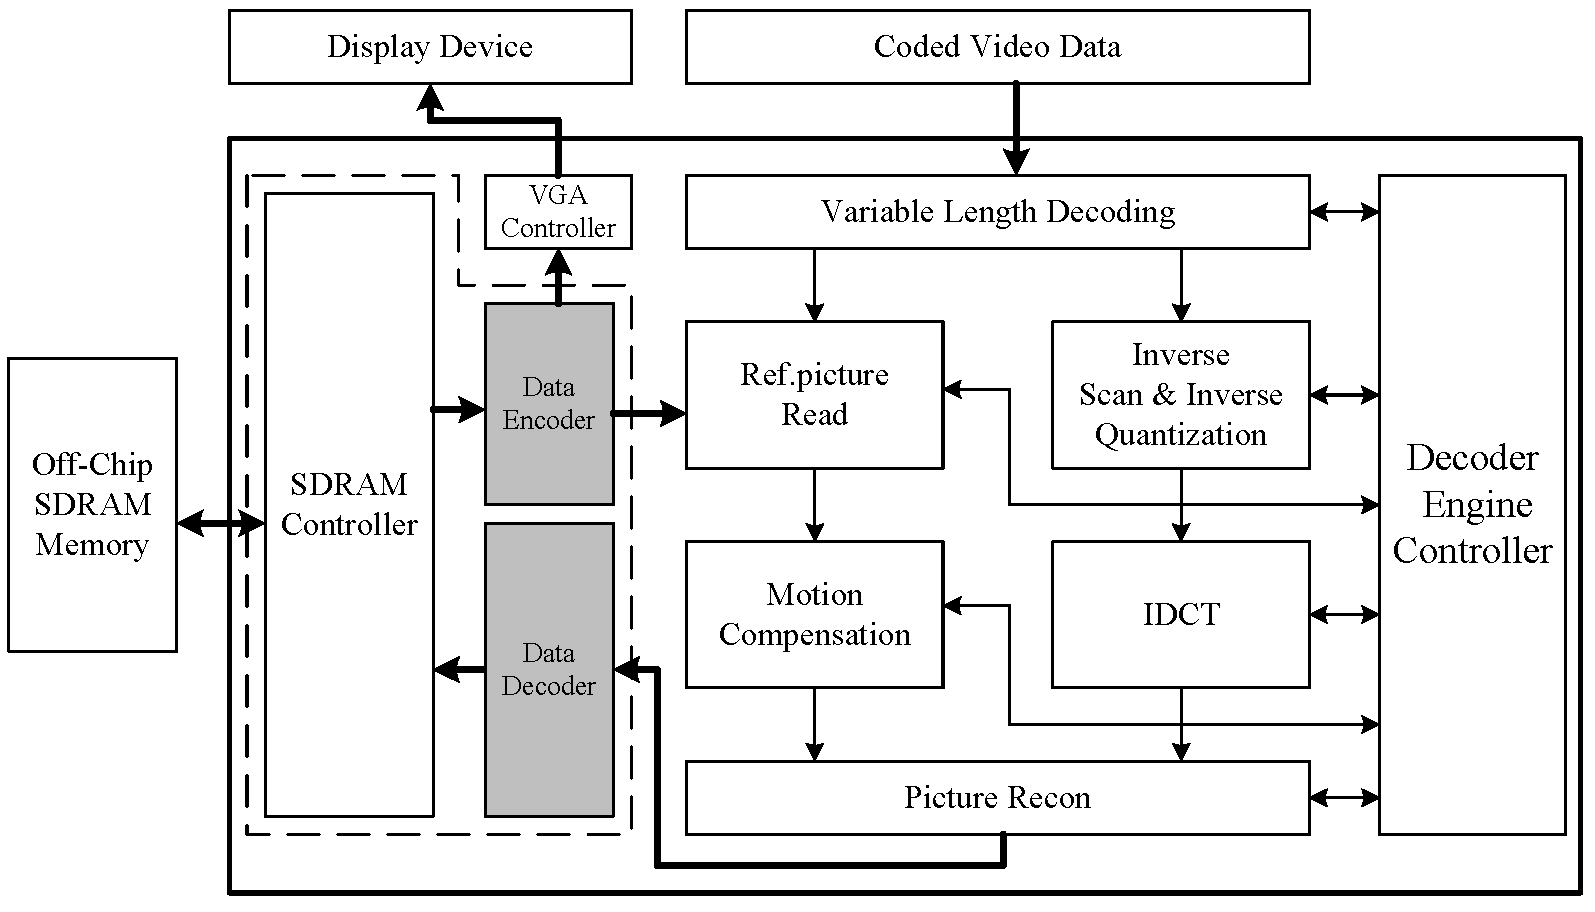 Display Device
Coded Video Data
VGA
Controller
Variable Length Decoding
Data
Encoder
Ref.picture
Read
Inverse
Scan & Inverse
Quantization
Off-Chip
SDRAM
Memory
SDRAM
Controller
Decoder
Engine
Controller
Data
Decoder
Motion
Compensation
IDCT
Picture Recon